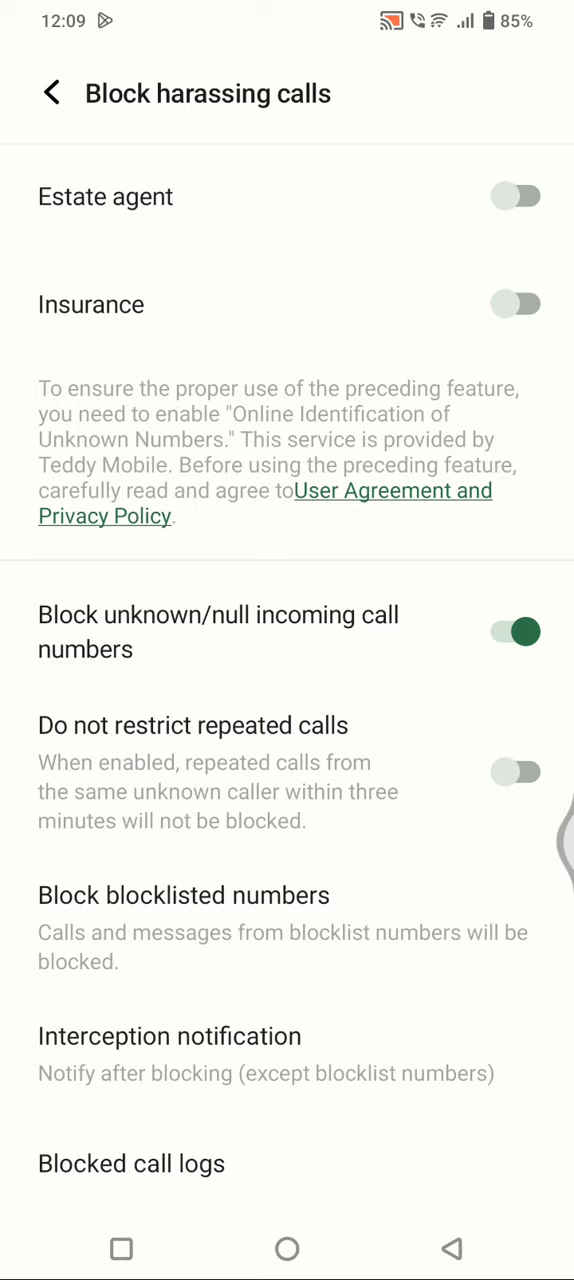 12:09
85%
Block harassing calls
Estate agent
Insurance
To ensure the proper use of the preceding feature,
you need to enable "Online Identification of
Unknown Numbers." This service is provided by
Teddy Mobile. Before using the preceding feature,
carefully read and agree toUser Agreement and
Privacy Policy.
Block unknown/null incoming call
numbers
Do not restrict repeated calls
When enabled, repeated calls from
the same unknown caller within three
minutes will not be blocked.
Block blocklisted numbers
Calls and messages from blocklist numbers will be
blocked.
Interception notification
Notify after blocking (except blocklist numbers)
Blocked call logs